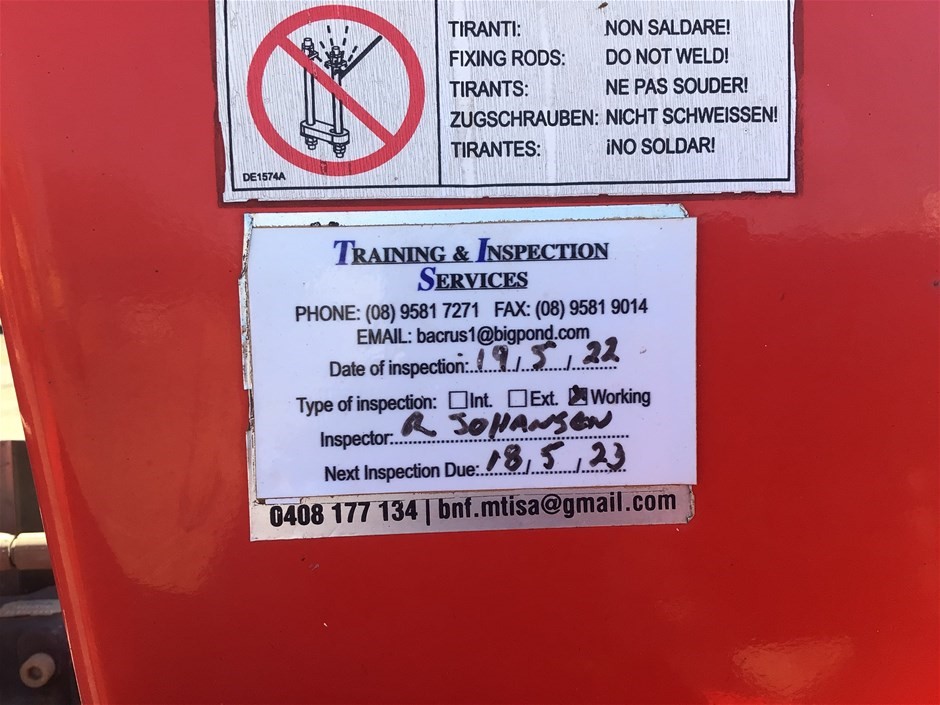 TIRANTI: NON SALDARE!
FIXING RODS: DO NOT WELD!
TIRANTS: NE PAS SOUDER!
ZUGSCHRAUBEN: NICHT SCHWEISSEN!
TIRANTES: ¡NO SOLDAR!
DE1574A
TRAINING & INSPECTION
SERVICES
PHONE: (08) 9581 7271 FAX: (08) 9581 9014
EMAIL: bacrus1@bigpond.com
Date of inspection: 19/5/22
Type of inspection: ☐Int. ☐Ext. ☒Working
Inspector: R JOHANSEN
Next Inspection Due: 18/5/23
0408 177 134 | bnf.mtisa@gmail.com